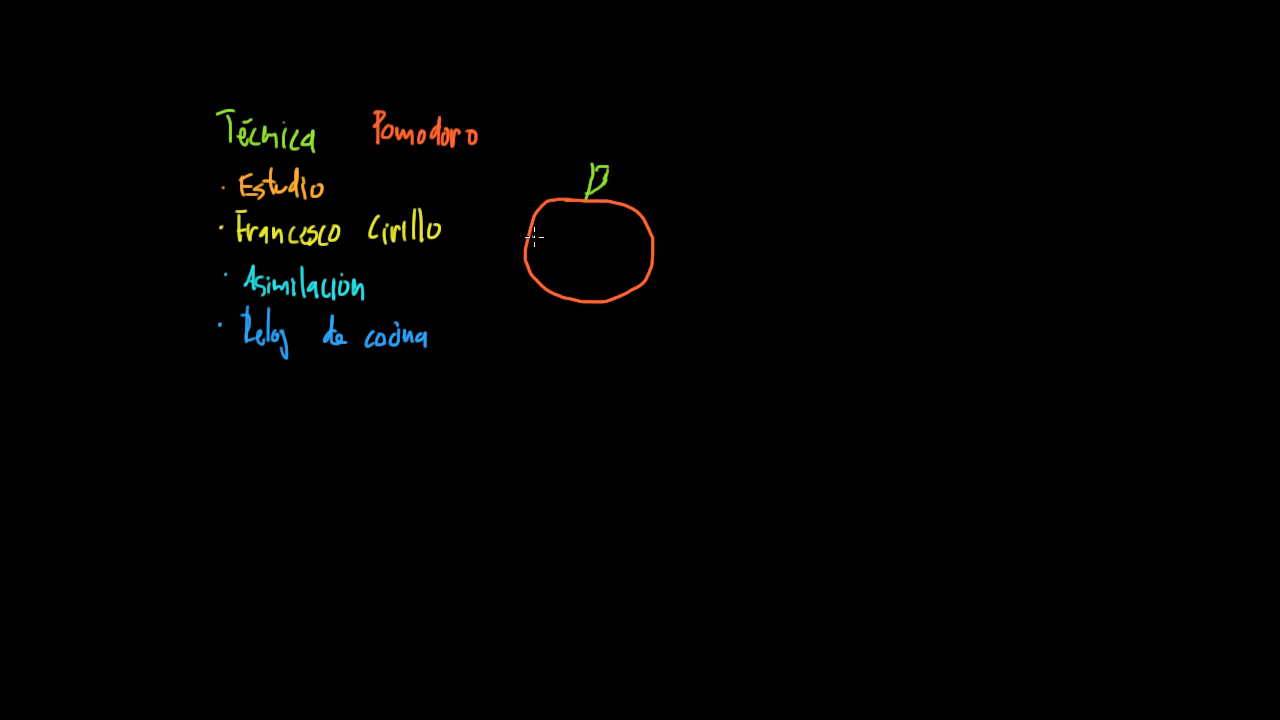 Técnica Pomodoro
· Estudio
· Francesco Cirillo
· Asimilación
· Reloj de cocina